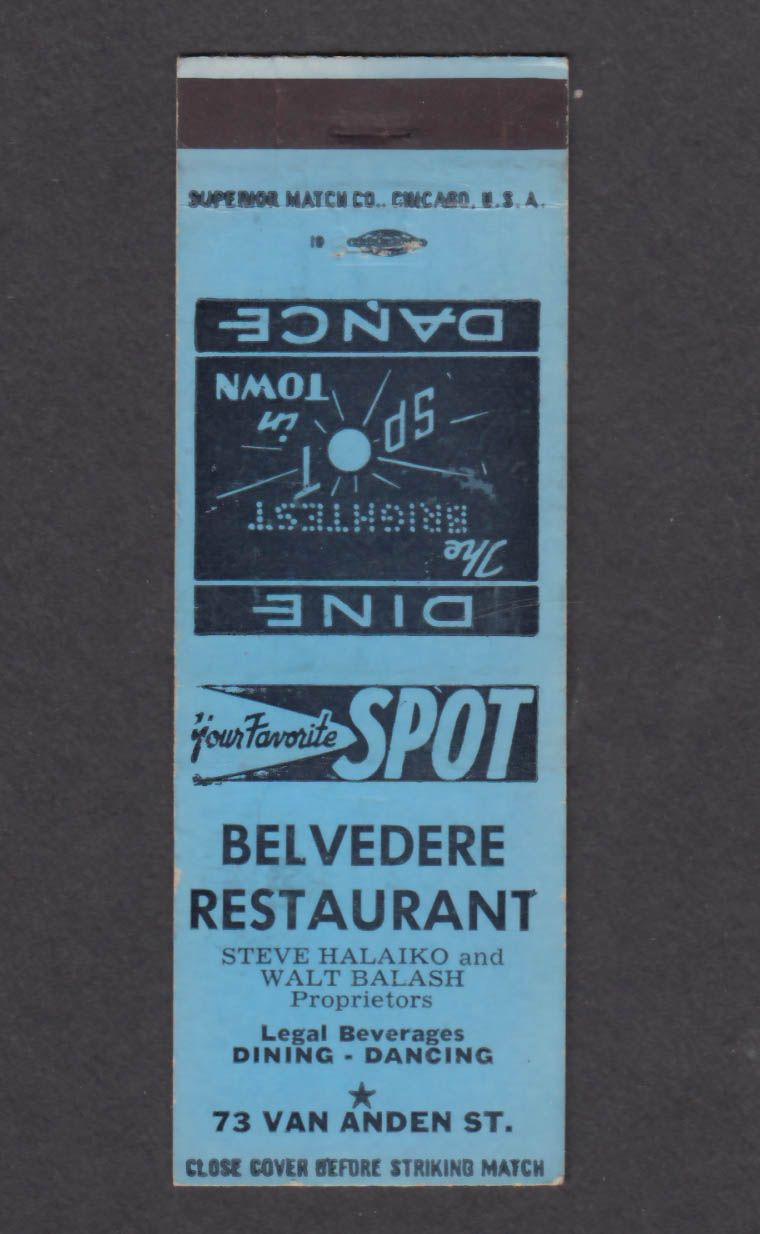 SUPERIOR MATCH CO., CHICAGO, U.S.A.
DINE
The
BRIGHTEST
SPOT
in
TOWN
DANCE
Your Favorite SPOT
BELVEDERE
RESTAURANT
STEVE HALAIKO and
WALT BALASH
Proprietors
Legal Beverages
DINING - DANCING
73 VAN ANDEN ST.
CLOSE COVER BEFORE STRIKING MATCH